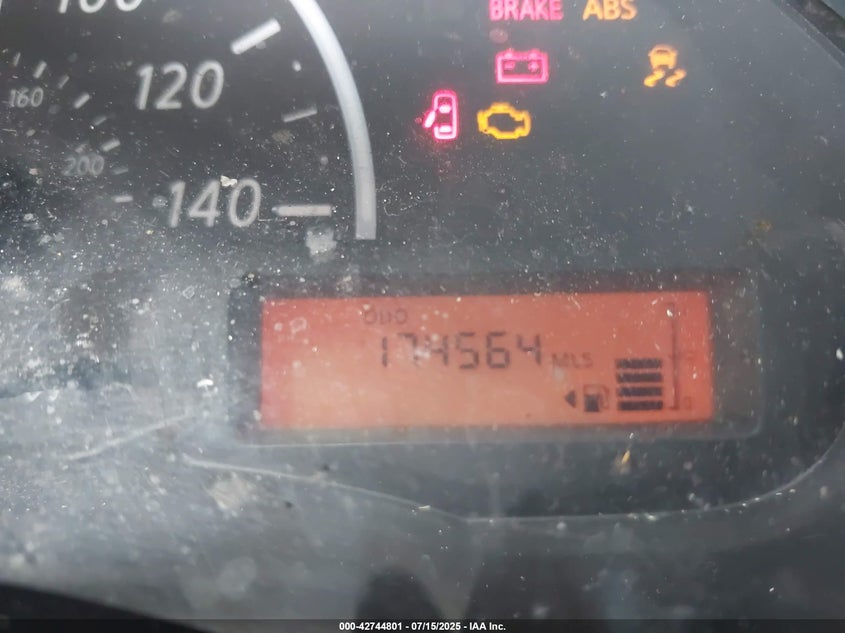 BRAKE ABS
120
160
200
140
ODO
174564 MLS
000-42744801 - 07/15/2025 - IAA Inc.